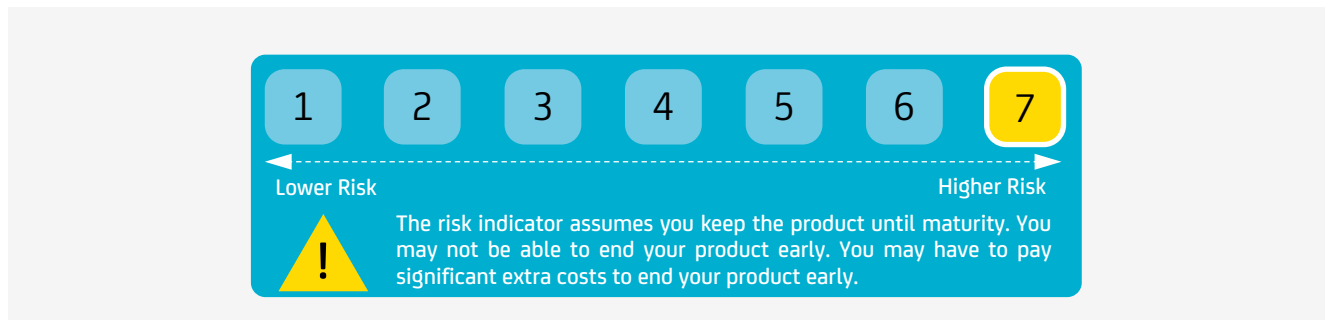 1 2 3 4 5 6 7
Lower Risk Higher Risk
The risk indicator assumes you keep the product until maturity. You
may not be able to end your product early. You may have to pay
significant extra costs to end your product early.
!